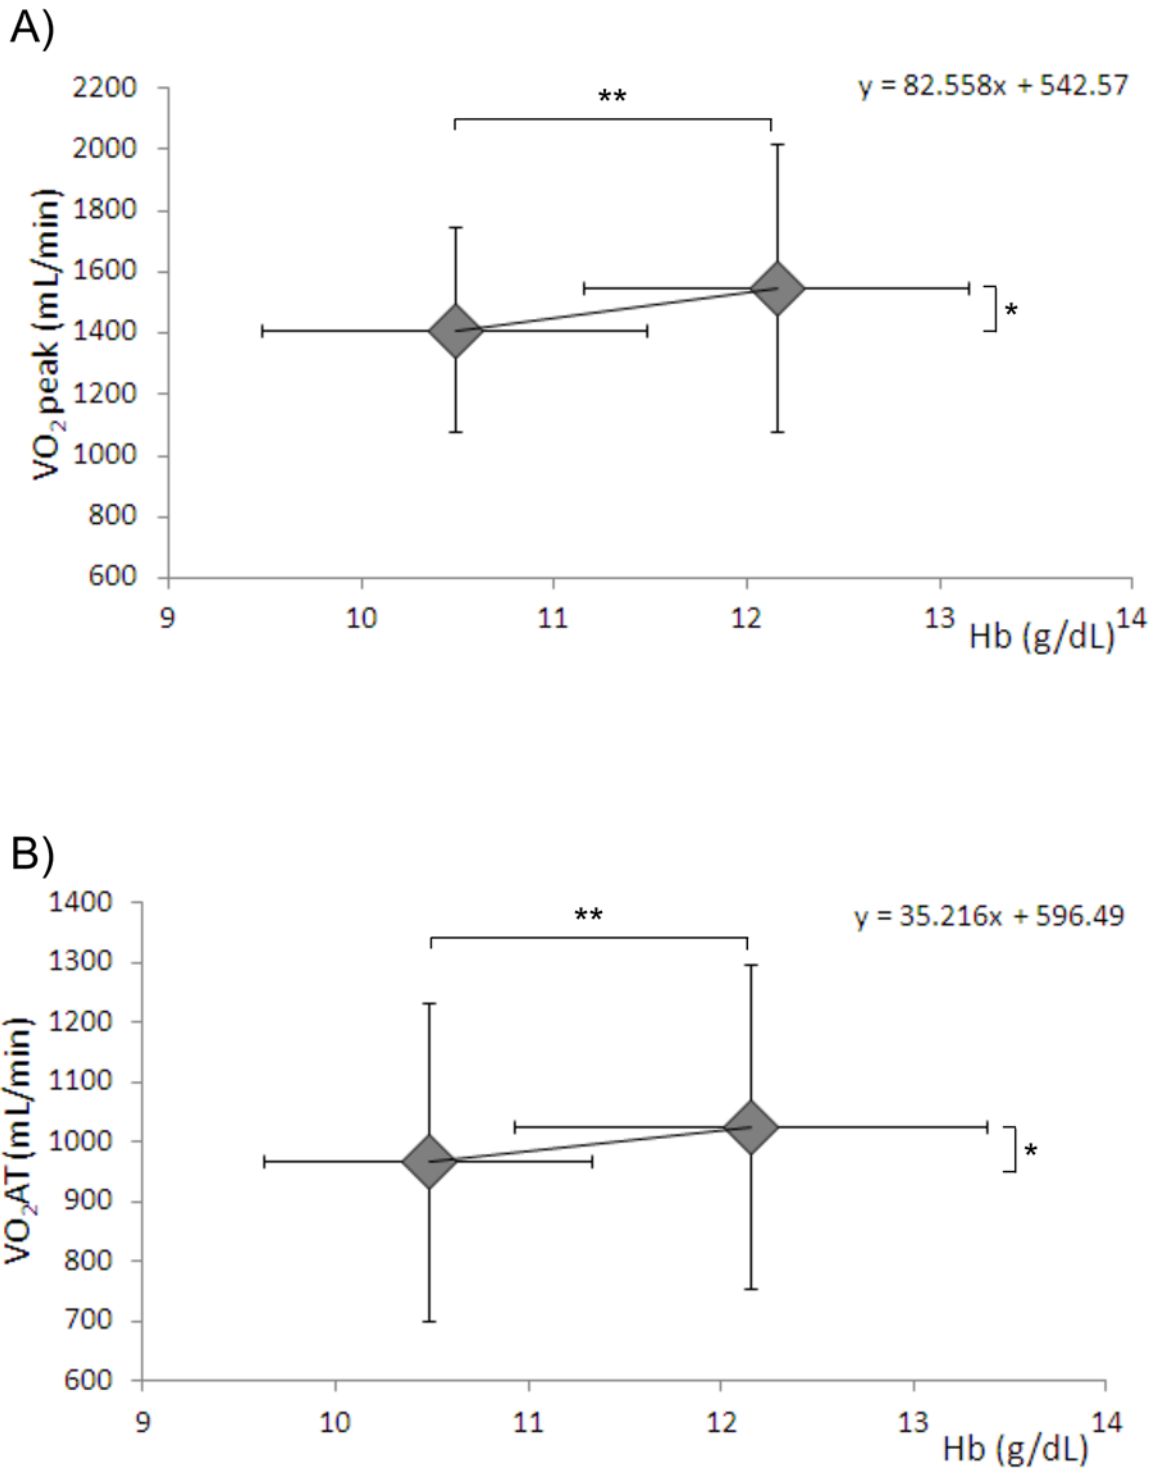 A)
y = 82.558x + 542.57
**
2200
2000
1800
1600
1400
1200
1000
800
600
VO₂peak (mL/min)
*
9 10 11 12 13 14
Hb (g/dL)
B)
y = 35.216x + 596.49
**
1400
1300
1200
1100
1000
900
800
700
600
VO₂AT (mL/min)
*
9 10 11 12 13 14
Hb (g/dL)